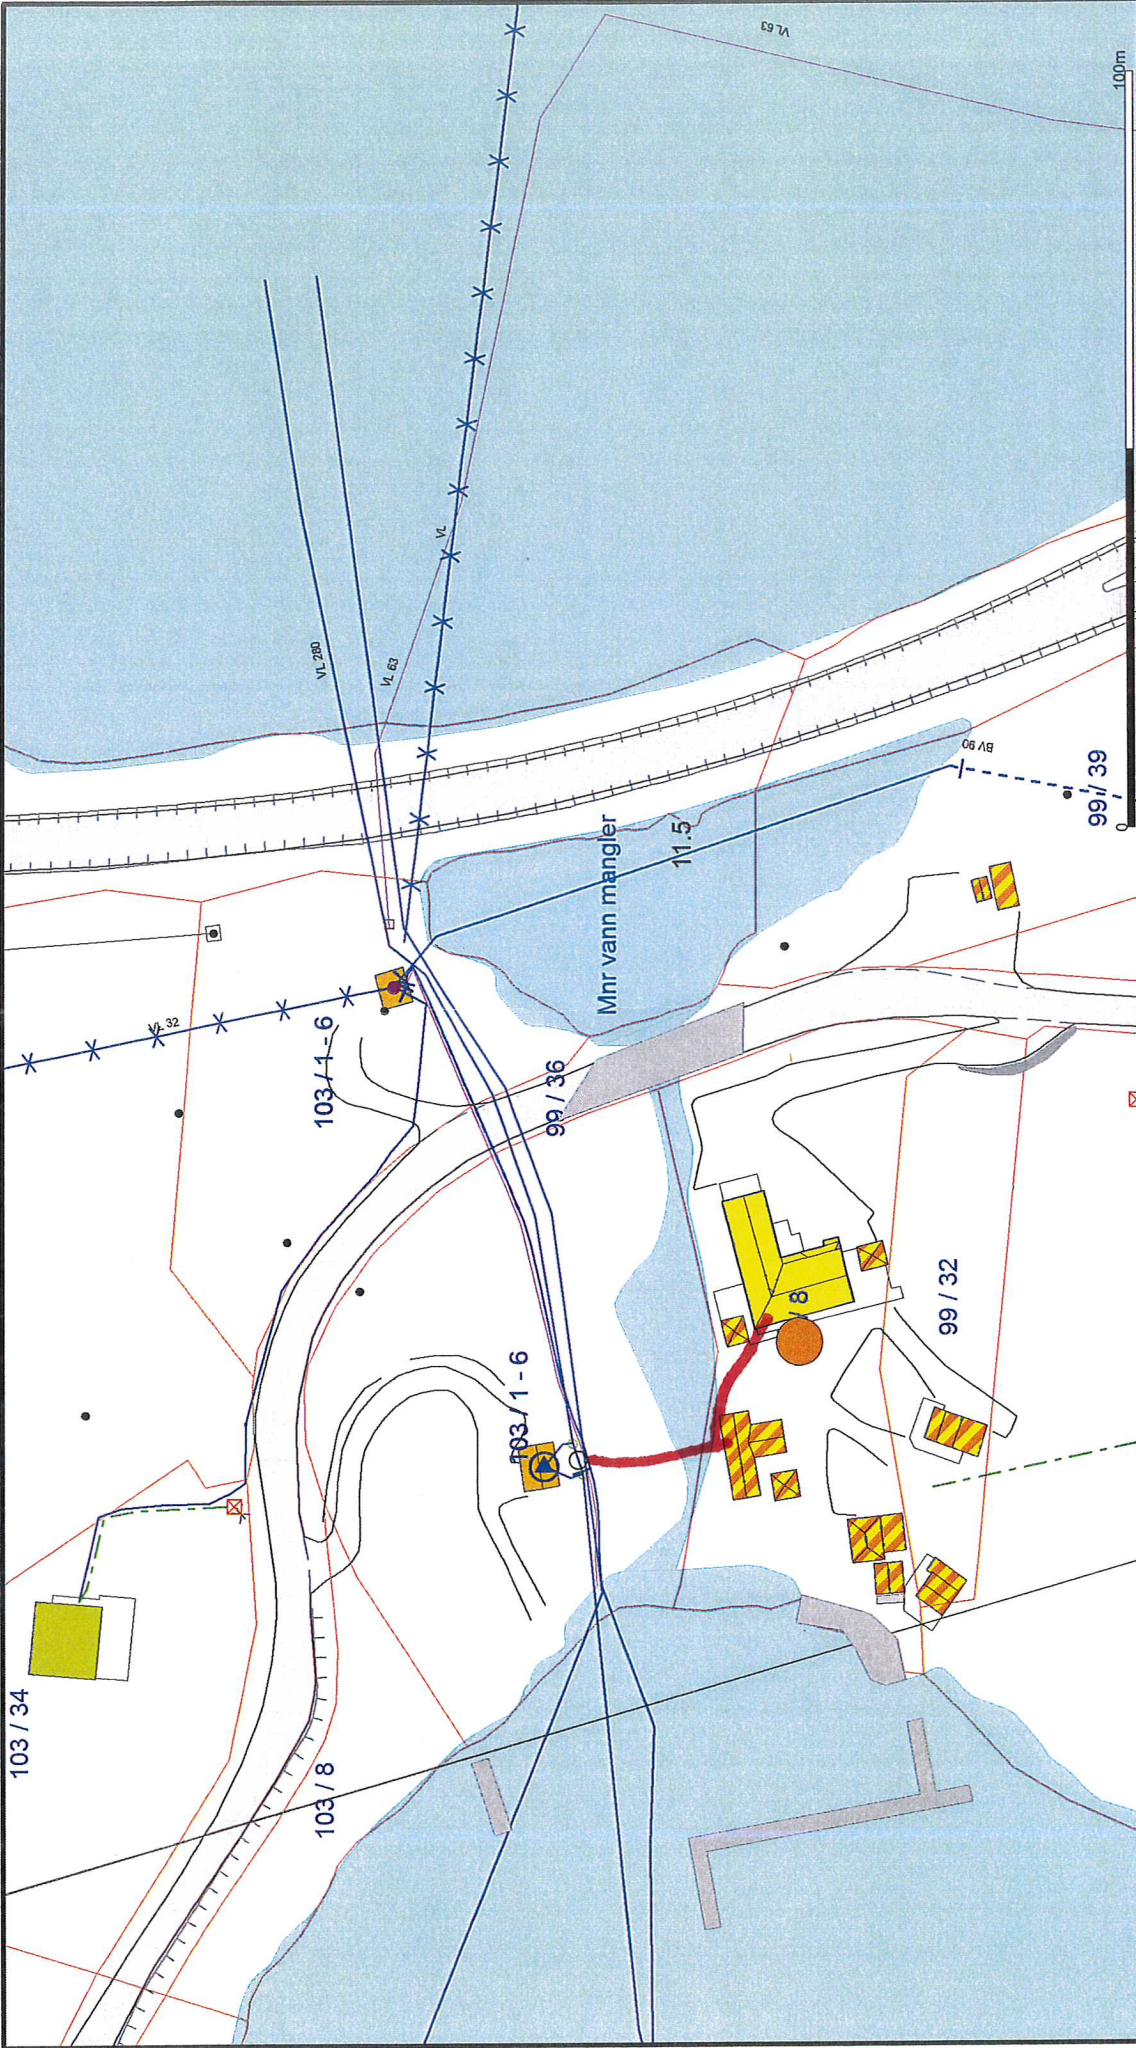 VL 63
100m
VL
VL 280
VL 63
BV 90
99 / 39
0
11.5
Mnr vann mangler
VL 32
103 / 1 - 6
99 / 36
/ 8
99 / 32
103 / 1 - 6
103 / 34
103 / 8